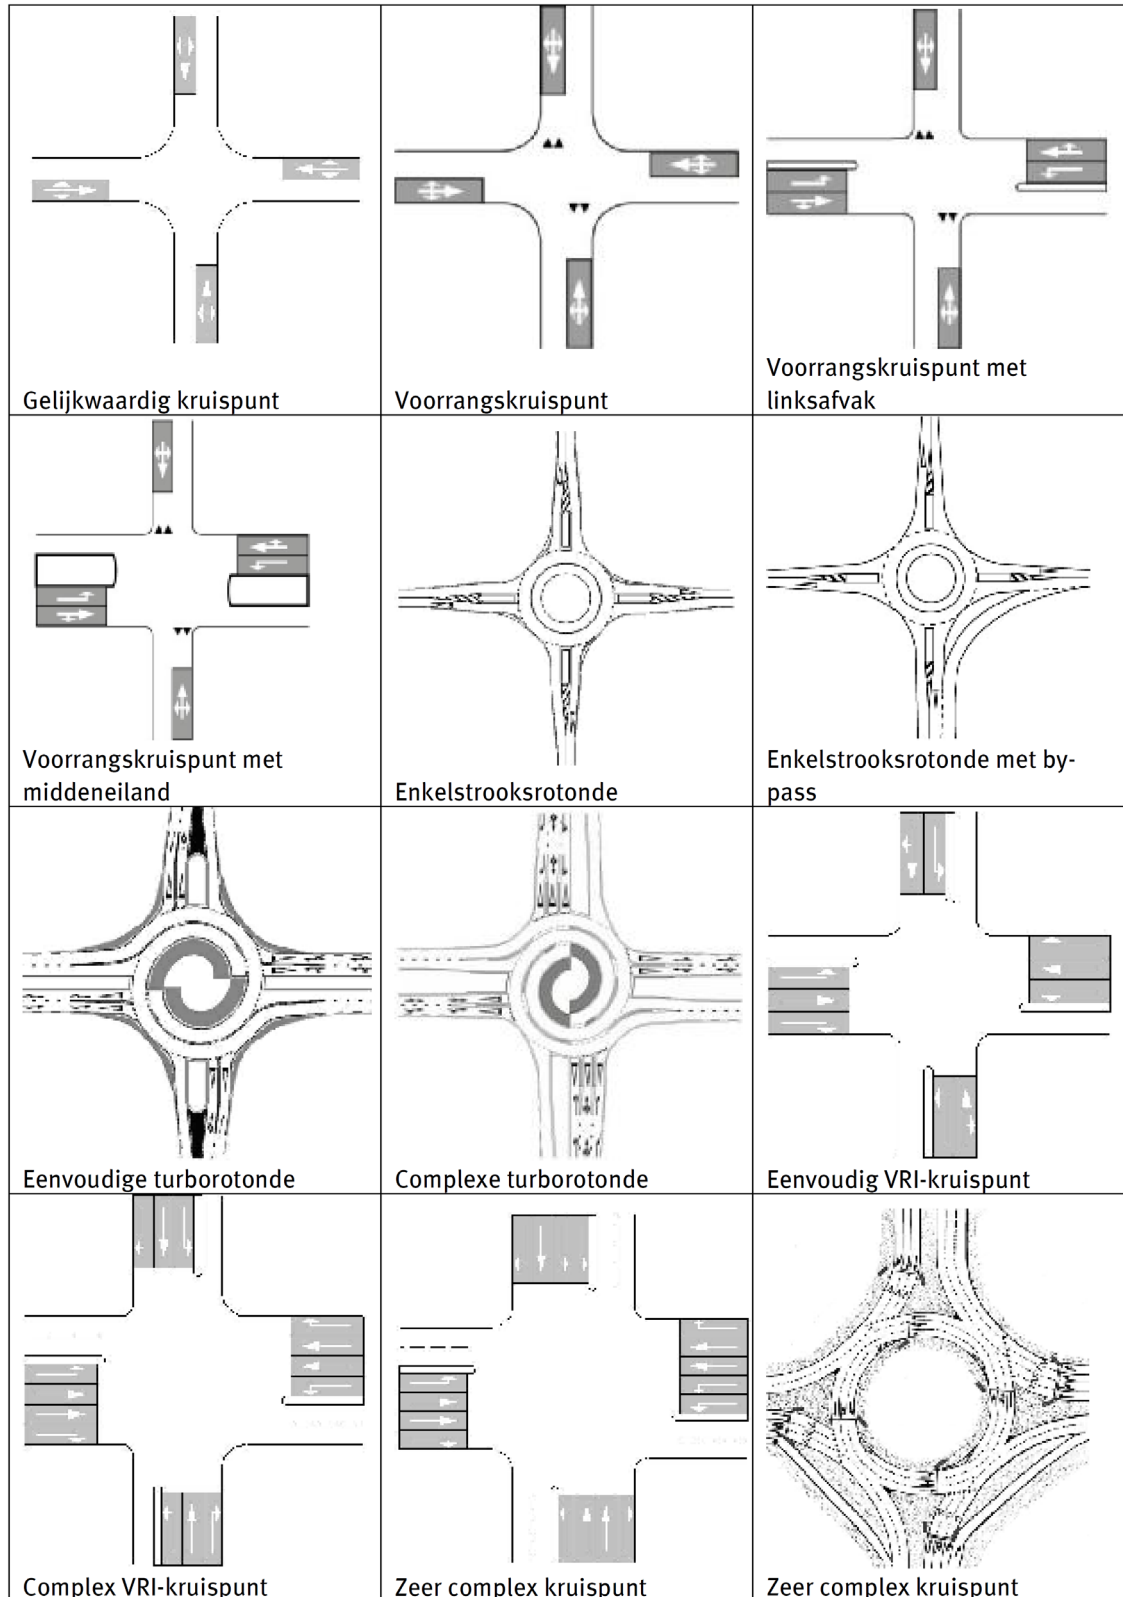 Gelijkwaardig kruispunt
Voorrangskruispunt
Voorrangskruispunt met
linksafvak
Voorrangskruispunt met
middeneiland
Enkelstrooksrotonde
Enkelstrooksrotonde met by-
pass
Eenvoudige turborotonde
Complexe turborotonde
Eenvoudig VRI-kruispunt
Complex VRI-kruispunt
Zeer complex kruispunt
Zeer complex kruispunt